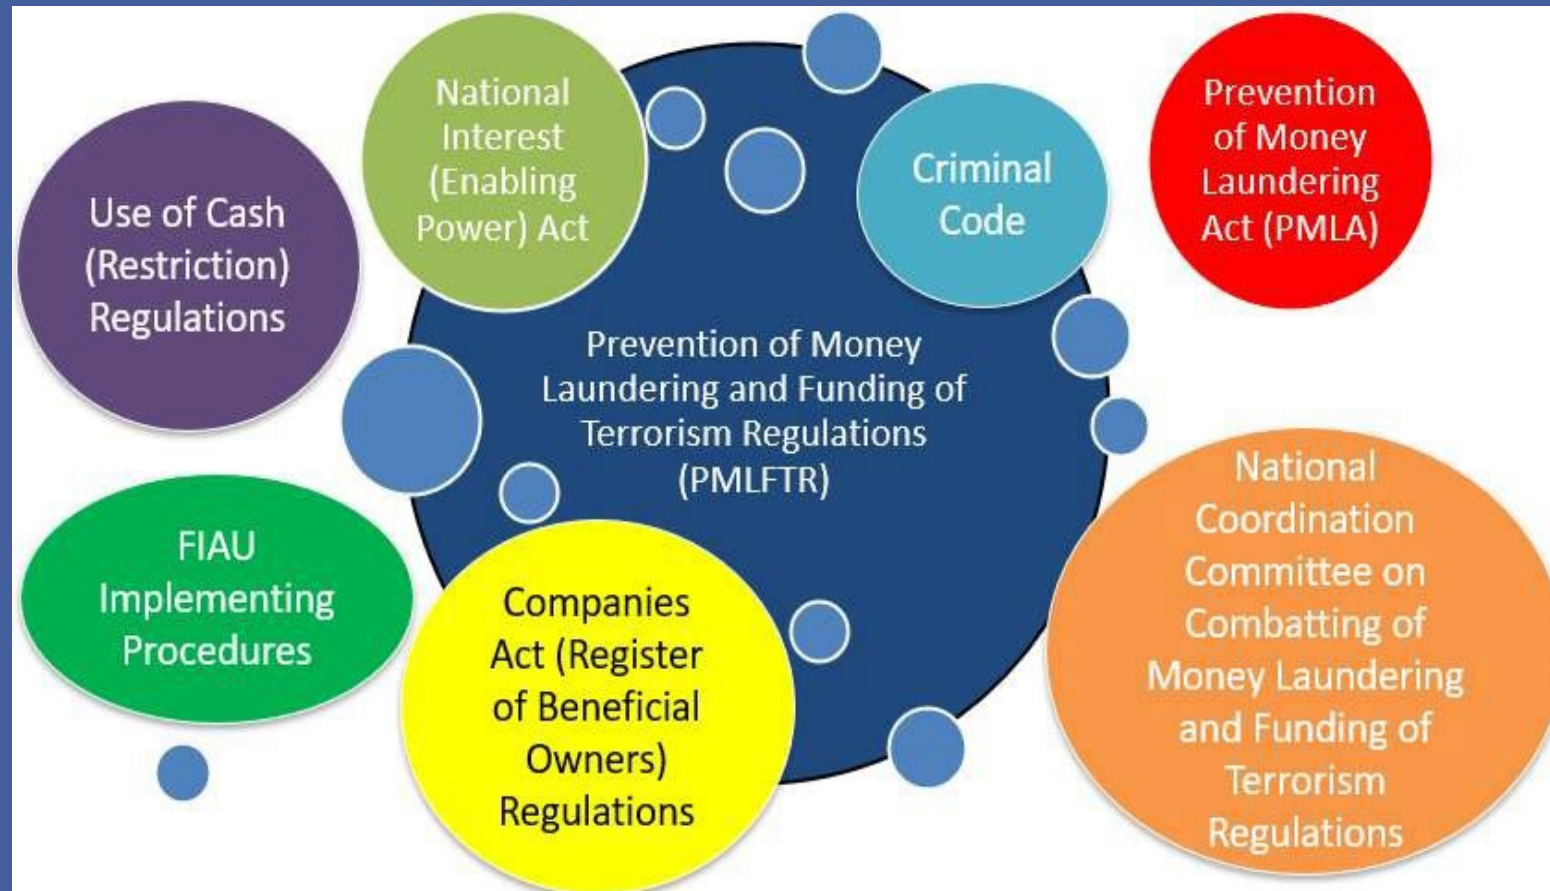 National
Interest
(Enabling
Power) Act
Criminal
Code
Prevention
of Money
Laundering
Act (PMLA)
Use of Cash
(Restriction)
Regulations
Prevention of Money
Laundering and Funding of
Terrorism Regulations
(PMLFTR)
FIAU
Implementing
Procedures
Companies
Act (Register
of Beneficial
Owners)
Regulations
National
Coordination
Committee on
Combatting of
Money Laundering
and Funding of
Terrorism
Regulations